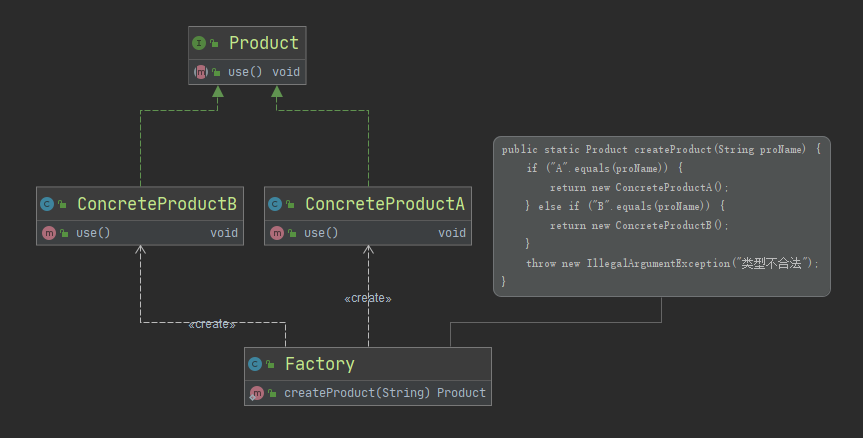 Product
use() void
public static Product createProduct(String proName) {
if ("A".equals(proName)) {
return new ConcreteProductA();
} else if ("B".equals(proName)) {
return new ConcreteProductB();
}
throw new IllegalArgumentException("类型不合法");
}
ConcreteProductB
use() void
ConcreteProductA
use() void
«create»
«create»
Factory
createProduct(String) Product